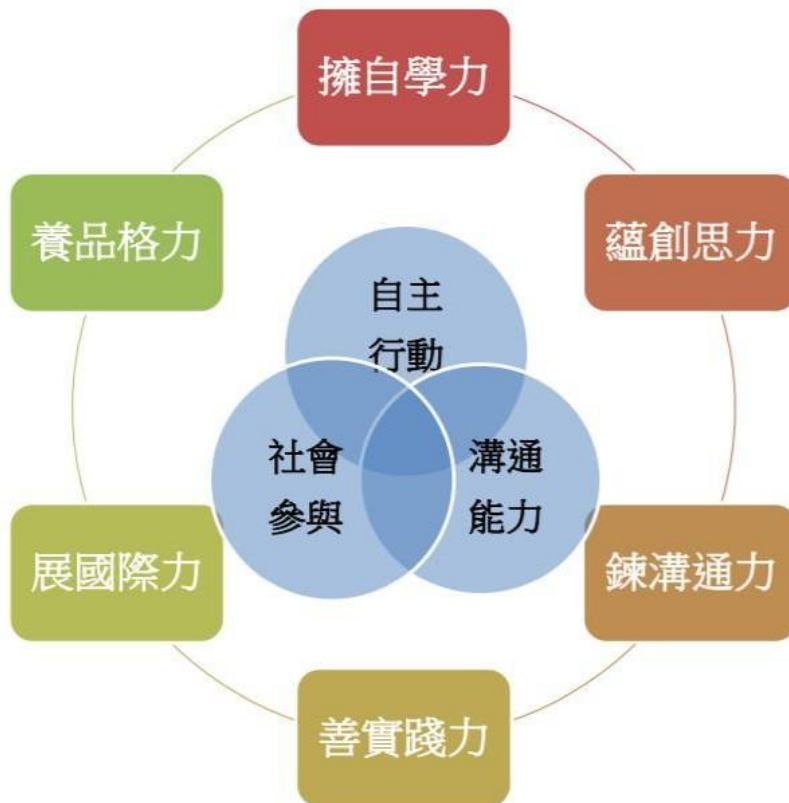 擁自學力
養品格力
蘊創思力
自主
行動
社會
參與
溝通
能力
展國際力
鍊溝通力
善實踐力